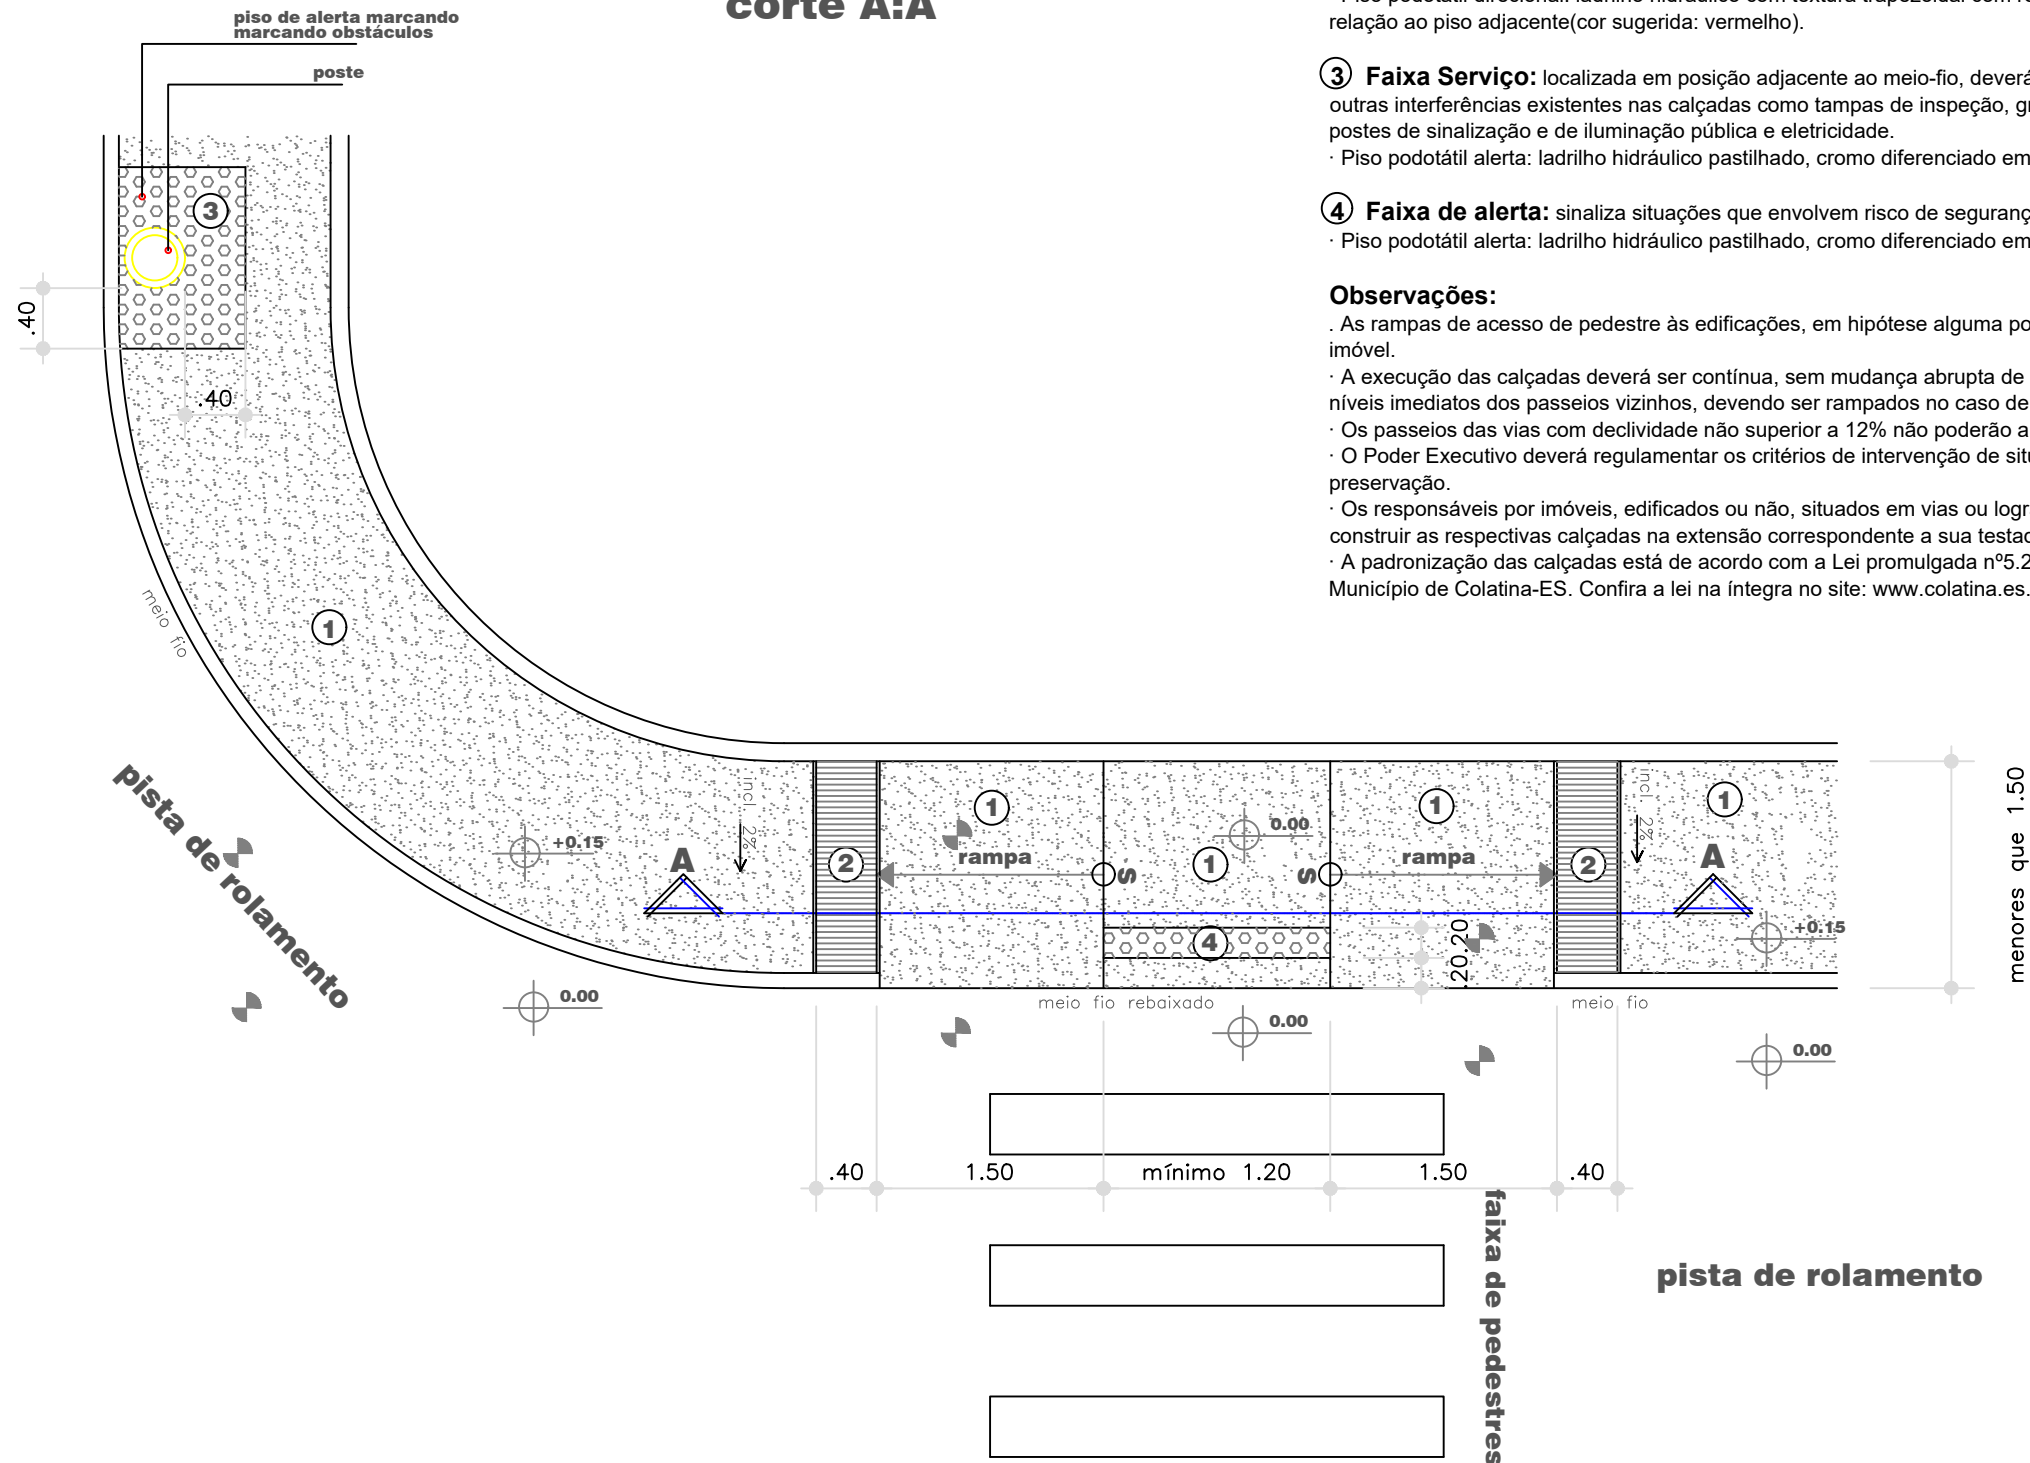 corte A:A
piso de alerta marcando
marcando obstáculos
poste
3
.40
.40
meio fio
1
pista de rolamento
relação ao piso adjacente(cor sugerida: vermelho).
3 Faixa Serviço: localizada em posição adjacente ao meio-fio, deverá
outras interferências existentes nas calçadas como tampas de inspeção,
postes de sinalização e de iluminação pública e eletricidade.
· Piso podotátil alerta: ladrilho hidráulico pastilhado, cromo diferenciado em
4 Faixa de alerta: sinaliza situações que envolvem risco de seguranç
· Piso podotátil alerta: ladrilho hidráulico pastilhado, cromo diferenciado em
Observações:
. As rampas de acesso de pedestre às edificações, em hipótese alguma po
imóvel.
· A execução das calçadas deverá ser contínua, sem mudança abrupta de
níveis imediatos dos passeios vizinhos, devendo ser rampados no caso de
· Os passeios das vias com declividade não superior a 12% não poderão a
· O Poder Executivo deverá regulamentar os critérios de intervenção de situ
preservação.
· Os responsáveis por imóveis, edificados ou não, situados em vias ou logr
construir as respectivas calçadas na extensão correspondente a sua testad
· A padronização das calçadas está de acordo com a Lei promulgada nº5.2
Município de Colatina-ES. Confira a lei na íntegra no site: www.colatina.es.
+0.15
A
incl. 2%
2
1
rampa
s
1
0.00
s
1
rampa
2
incl 2%
1
A
+0.15
4
.20.20
menores que 1.50
0.00
meio fio rebaixado
0.00
meio fio
0.00
.40
1.50
mínimo 1.20
1.50
.40
faixa de pedestres
pista de rolamento